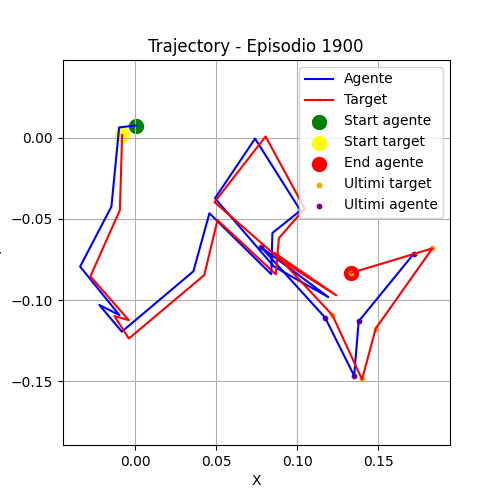 Trajectory - Episodio 1900
Agente
Target
Start agente
Start target
End agente
Ultimi target
Ultimi agente
0.00
−0.05
−0.10
−0.15
0.00
0.05
0.10
0.15
X